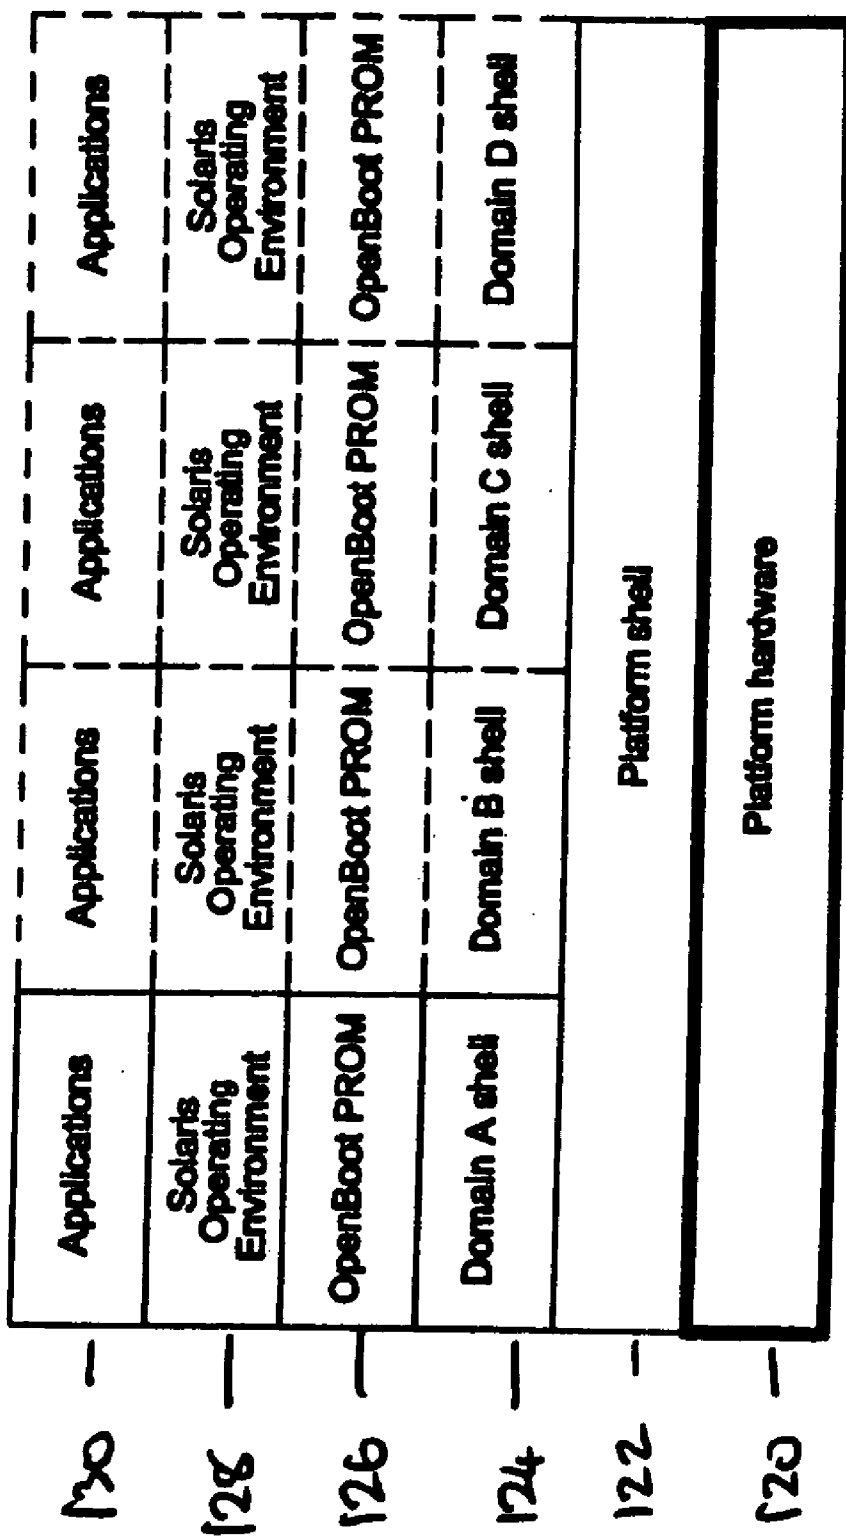 130
Applications
Applications
Applications
Applications
128
Solaris
Operating
Environment
Solaris
Operating
Environment
Solaris
Operating
Environment
Solaris
Operating
Environment
126
OpenBoot PROM
OpenBoot PROM
OpenBoot PROM
OpenBoot PROM
124
Domain A shell
Domain B shell
Domain C shell
Domain D shell
122
Platform shell
120
Platform hardware